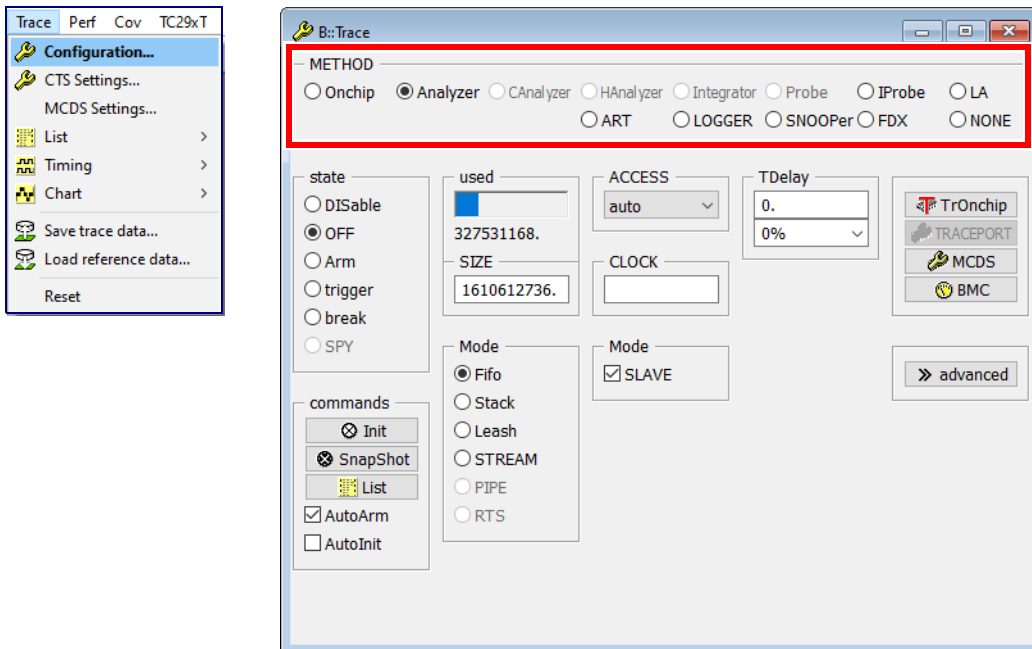 Trace Perf Cov TC29xT
Configuration...
CTS Settings...
MCDS Settings...
List
Timing
Chart
Save trace data...
Load reference data...
Reset
B::Trace
METHOD
Onchip Analyzer CAnalyzer HAnalyzer Integrator Probe IProbe LA
ART LOGGER SNOOPer FDX NONE
state
DISable
OFF
Arm
trigger
break
SPY
commands
Init
SnapShot
List
AutoArm
AutoInit
used
327531168.
SIZE
1610612736.
Mode
Fifo
Stack
Leash
STREAM
PIPE
RTS
ACCESS
auto
CLOCK
Mode
SLAVE
TDelay
0.
0%
TrOnchip
TRACEPORT
MCDS
BMC
advanced